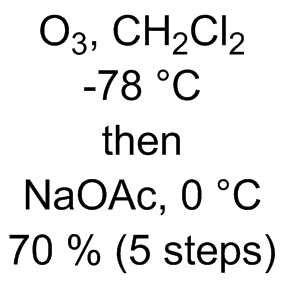 O₃, CH₂Cl₂
-78 °C
then
NaOAc, 0 °C
70 % (5 steps)